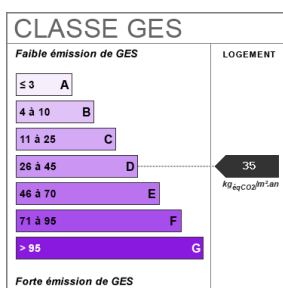 CLASSE GES
Faible émission de GES
LOGEMENT
≤ 3 A
4 à 10 B
11 à 25 C
26 à 45 D
35
kgéqCO2/m².an
46 à 70 E
71 à 95 F
> 95 G
Forte émission de GES